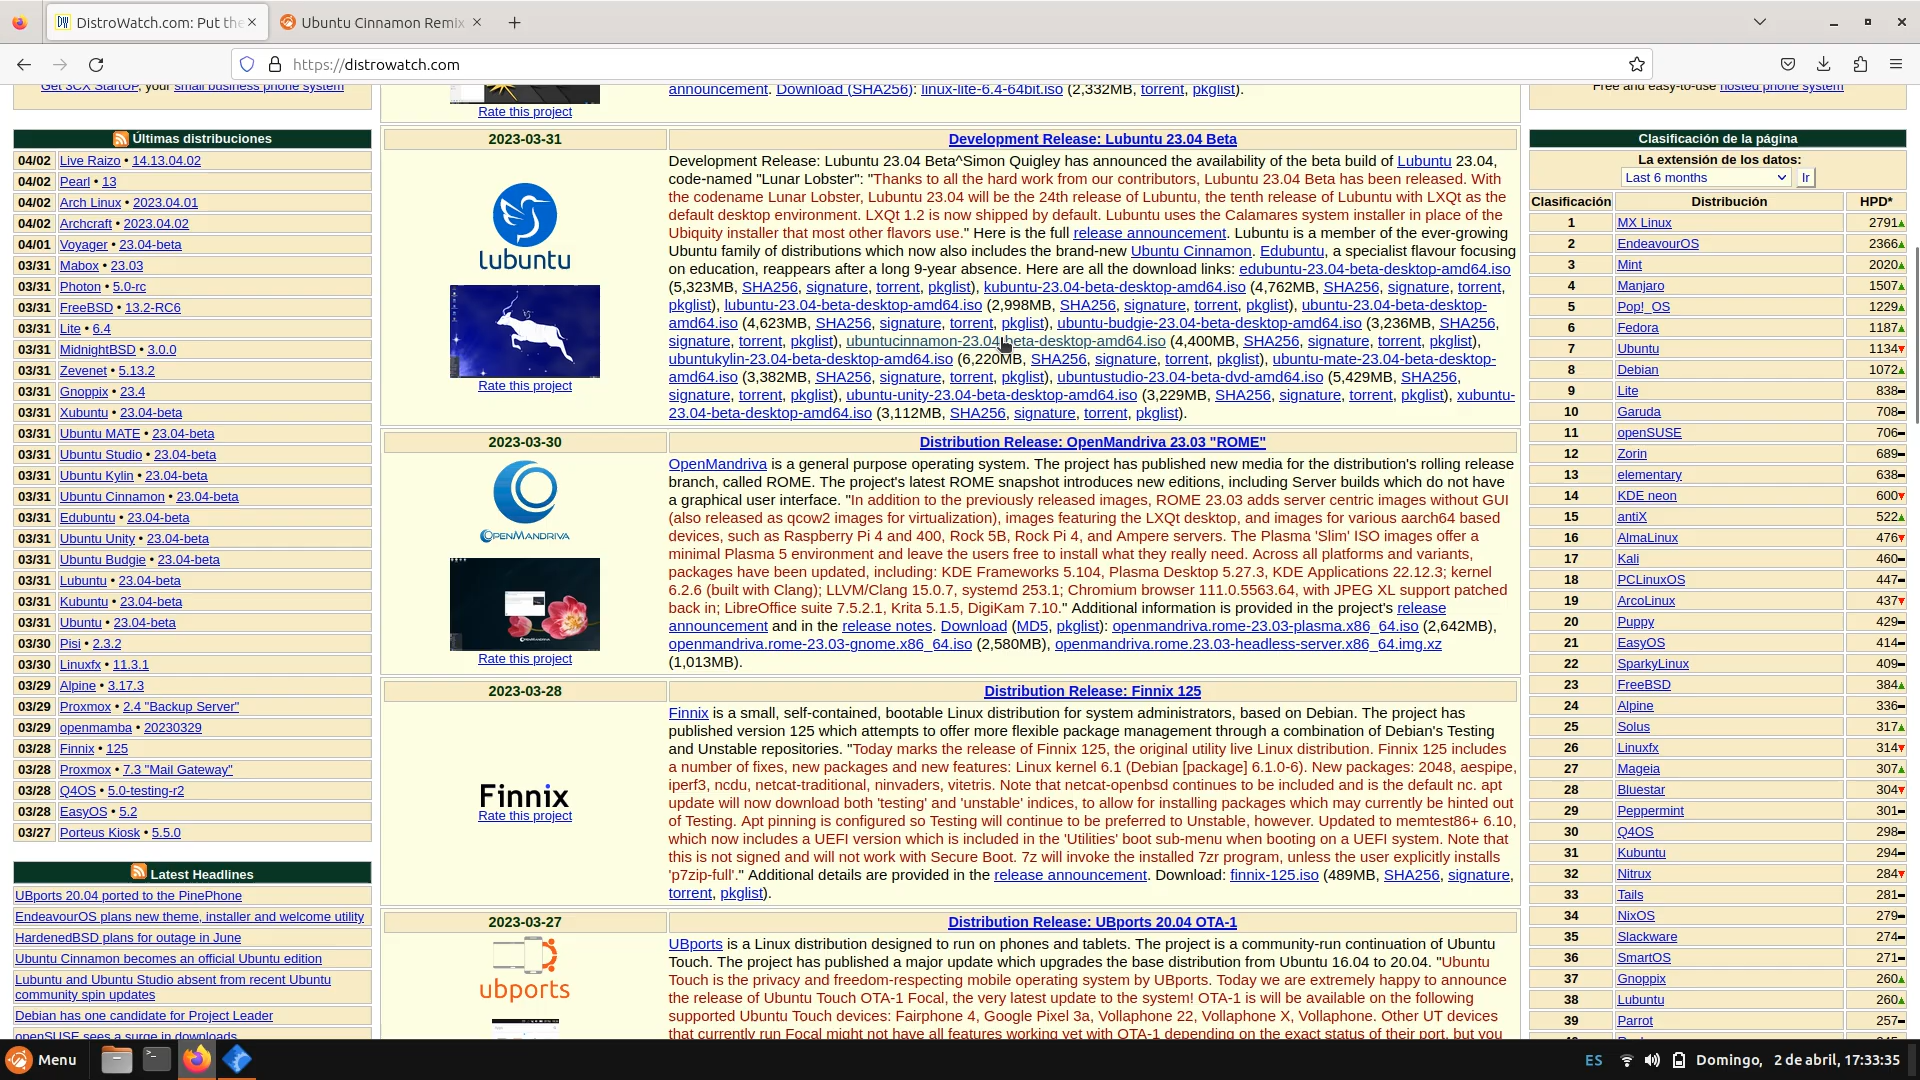 DistroWatch.com: Put the
Ubuntu Cinnamon Remix
https://distrowatch.com
Get 3CX StartUP, your small business phone system
Últimas distribuciones
04/02 Live Raizo • 14.13.04.02
04/02 Pearl • 13
04/02 Arch Linux • 2023.04.01
04/02 Archcraft • 2023.04.02
04/01 Voyager • 23.04-beta
03/31 Mabox • 23.03
03/31 Photon • 5.0-rc
03/31 FreeBSD • 13.2-RC6
03/31 Lite • 6.4
03/31 MidnightBSD • 3.0.0
03/31 Zevenet • 5.13.2
03/31 Gnoppix • 23.4
03/31 Xubuntu • 23.04-beta
03/31 Ubuntu MATE • 23.04-beta
03/31 Ubuntu Studio • 23.04-beta
03/31 Ubuntu Kylin • 23.04-beta
03/31 Ubuntu Cinnamon • 23.04-beta
03/31 Edubuntu • 23.04-beta
03/31 Ubuntu Unity • 23.04-beta
03/31 Ubuntu Budgie • 23.04-beta
03/31 Lubuntu • 23.04-beta
03/31 Kubuntu • 23.04-beta
03/31 Ubuntu • 23.04-beta
03/30 Pisi • 2.3.2
03/30 Linuxfx • 11.3.1
03/29 Alpine • 3.17.3
03/29 Proxmox • 2.4 "Backup Server"
03/29 openmamba • 20230329
03/28 Finnix • 125
03/28 Proxmox • 7.3 "Mail Gateway"
03/28 Q4OS • 5.0-testing-r2
03/28 EasyOS • 5.2
03/27 Porteus Kiosk • 5.5.0
Latest Headlines
UBports 20.04 ported to the PinePhone
EndeavourOS plans new theme, installer and welcome utility
HardenedBSD plans for outage in June
Ubuntu Cinnamon becomes an official Ubuntu edition
Lubuntu and Ubuntu Studio absent from recent Ubuntu
community spin updates
Debian has one candidate for Project Leader
openSUSE sees a surge in downloads
announcement. Download (SHA256): linux-lite-6.4-64bit.iso (2,332MB, torrent, pkglist).
Rate this project
2023-03-31
Development Release: Lubuntu 23.04 Beta
lubuntu
Rate this project
Development Release: Lubuntu 23.04 Beta^Simon Quigley has announced the availability of the beta build of Lubuntu 23.04,
code-named "Lunar Lobster": "Thanks to all the hard work from our contributors, Lubuntu 23.04 Beta has been released. With
the codename Lunar Lobster, Lubuntu 23.04 will be the 24th release of Lubuntu, the tenth release of Lubuntu with LXQt as the
default desktop environment. LXQt 1.2 is now shipped by default. Lubuntu uses the Calamares system installer in place of the
Ubiquity installer that most other flavors use." Here is the full release announcement. Lubuntu is a member of the ever-growing
Ubuntu family of distributions which now also includes the brand-new Ubuntu Cinnamon. Edubuntu, a specialist flavour focusing
on education, reappears after a long 9-year absence. Here are all the download links: edubuntu-23.04-beta-desktop-amd64.iso
(5,323MB, SHA256, signature, torrent, pkglist), kubuntu-23.04-beta-desktop-amd64.iso (4,762MB, SHA256, signature, torrent,
pkglist), lubuntu-23.04-beta-desktop-amd64.iso (2,998MB, SHA256, signature, torrent, pkglist), ubuntu-23.04-beta-desktop-
amd64.iso (4,623MB, SHA256, signature, torrent, pkglist), ubuntu-budgie-23.04-beta-desktop-amd64.iso (3,236MB, SHA256,
signature, torrent, pkglist), ubuntucinnamon-23.04-beta-desktop-amd64.iso (4,400MB, SHA256, signature, torrent, pkglist),
ubuntukylin-23.04-beta-desktop-amd64.iso (6,220MB, SHA256, signature, torrent, pkglist), ubuntu-mate-23.04-beta-desktop-
amd64.iso (3,382MB, SHA256, signature, torrent, pkglist), ubuntustudio-23.04-beta-dvd-amd64.iso (5,429MB, SHA256,
signature, torrent, pkglist), ubuntu-unity-23.04-beta-desktop-amd64.iso (3,229MB, SHA256, signature, torrent, pkglist), xubuntu-
23.04-beta-desktop-amd64.iso (3,112MB, SHA256, signature, torrent, pkglist).
2023-03-30
Distribution Release: OpenMandriva 23.03 "ROME"
OPENMANDRIVA
Rate this project
OpenMandriva is a general purpose operating system. The project has published new media for the distribution's rolling release
branch, called ROME. The project's latest ROME snapshot introduces new editions, including Server builds which do not have
a graphical user interface. "In addition to the previously released images, ROME 23.03 adds server centric images without GUI
(also released as qcow2 images for virtualization), images featuring the LXQt desktop, and images for various aarch64 based
devices, such as Raspberry Pi 4 and 400, Rock 5B, Rock Pi 4, and Ampere servers. The Plasma 'Slim' ISO images offer a
minimal Plasma 5 environment and leave the users free to install what they really need. Across all platforms and variants,
packages have been updated, including: KDE Frameworks 5.104, Plasma Desktop 5.27.3, KDE Applications 22.12.3; kernel
6.2.6 (built with Clang); LLVM/Clang 15.0.7, systemd 253.1; Chromium browser 111.0.5563.64, with JPEG XL support patched
back in; LibreOffice suite 7.5.2.1, Krita 5.1.5, DigiKam 7.10." Additional information is provided in the project's release
announcement and in the release notes. Download (MD5, pkglist): openmandriva.rome-23.03-plasma.x86_64.iso (2,642MB),
openmandriva.rome-23.03-gnome.x86_64.iso (2,580MB), openmandriva.rome.23.03-headless-server.x86_64.img.xz
(1,013MB).
2023-03-28
Distribution Release: Finnix 125
Finnix
Rate this project
Finnix is a small, self-contained, bootable Linux distribution for system administrators, based on Debian. The project has
published version 125 which attempts to offer more flexible package management through a combination of Debian's Testing
and Unstable repositories. "Today marks the release of Finnix 125, the original utility live Linux distribution. Finnix 125 includes
a number of fixes, new packages and new features: Linux kernel 6.1 (Debian [package] 6.1.0-6). New packages: 2048, aespipe,
iperf3, ncdu, netcat-traditional, ninvaders, vitetris. Note that netcat-openbsd continues to be included and is the default nc. apt
update will now download both 'testing' and 'unstable' indices, to allow for installing packages which may currently be hinted out
of Testing. Apt pinning is configured so Testing will continue to be preferred to Unstable, however. Updated to memtest86+ 6.10,
which now includes a UEFI version which is included in the 'Utilities' boot sub-menu when booting on a UEFI system. Note that
this is not signed and will not work with Secure Boot. 7z will invoke the installed 7zr program, unless the user explicitly installs
'p7zip-full'." Additional details are provided in the release announcement. Download: finnix-125.iso (489MB, SHA256, signature,
torrent, pkglist).
2023-03-27
Distribution Release: UBports 20.04 OTA-1
ubports
UBports is a Linux distribution designed to run on phones and tablets. The project is a community-run continuation of Ubuntu
Touch. The project has published a major update which upgrades the base distribution from Ubuntu 16.04 to 20.04. "Ubuntu
Touch is the privacy and freedom-respecting mobile operating system by UBports. Today we are extremely happy to announce
the release of Ubuntu Touch OTA-1 Focal, the very latest update to the system! OTA-1 is will be available on the following
supported Ubuntu Touch devices: Fairphone 4, Google Pixel 3a, Vollaphone 22, Vollaphone X, Vollaphone. Other UT devices
that currently run Focal might not have all features working yet with OTA-1 depending on the exact status of their port, but you
Free and easy-to-use hosted phone system
Clasificación de la página
La extensión de los datos:
Last 6 months Ir
Clasificación Distribución HPD*
1 MX Linux 2791
2 EndeavourOS 2366
3 Mint 2020
4 Manjaro 1507
5 Pop!_OS 1229
6 Fedora 1187
7 Ubuntu 1134
8 Debian 1072
9 Lite 838
10 Garuda 708
11 openSUSE 706
12 Zorin 689
13 elementary 638
14 KDE neon 600
15 antiX 522
16 AlmaLinux 476
17 Kali 460
18 PCLinuxOS 447
19 ArcoLinux 437
20 Puppy 429
21 EasyOS 414
22 SparkyLinux 409
23 FreeBSD 384
24 Alpine 336
25 Solus 317
26 Linuxfx 314
27 Mageia 307
28 Bluestar 304
29 Peppermint 301
30 Q4OS 298
31 Kubuntu 294
32 Nitrux 284
33 Tails 281
34 NixOS 279
35 Slackware 274
36 SmartOS 271
37 Gnoppix 260
38 Lubuntu 260
39 Parrot 257
Menu
ES
Domingo, 2 de abril, 17:33:35